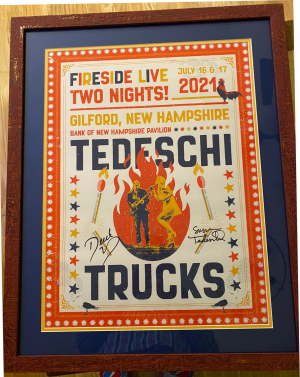 FIRESIDE LIVE
TWO NIGHTS!
JULY 16 & 17
2021
GILFORD, NEW HAMPSHIRE
BANK OF NEW HAMPSHIRE PAVILION
TEDESCHI
TRUCKS